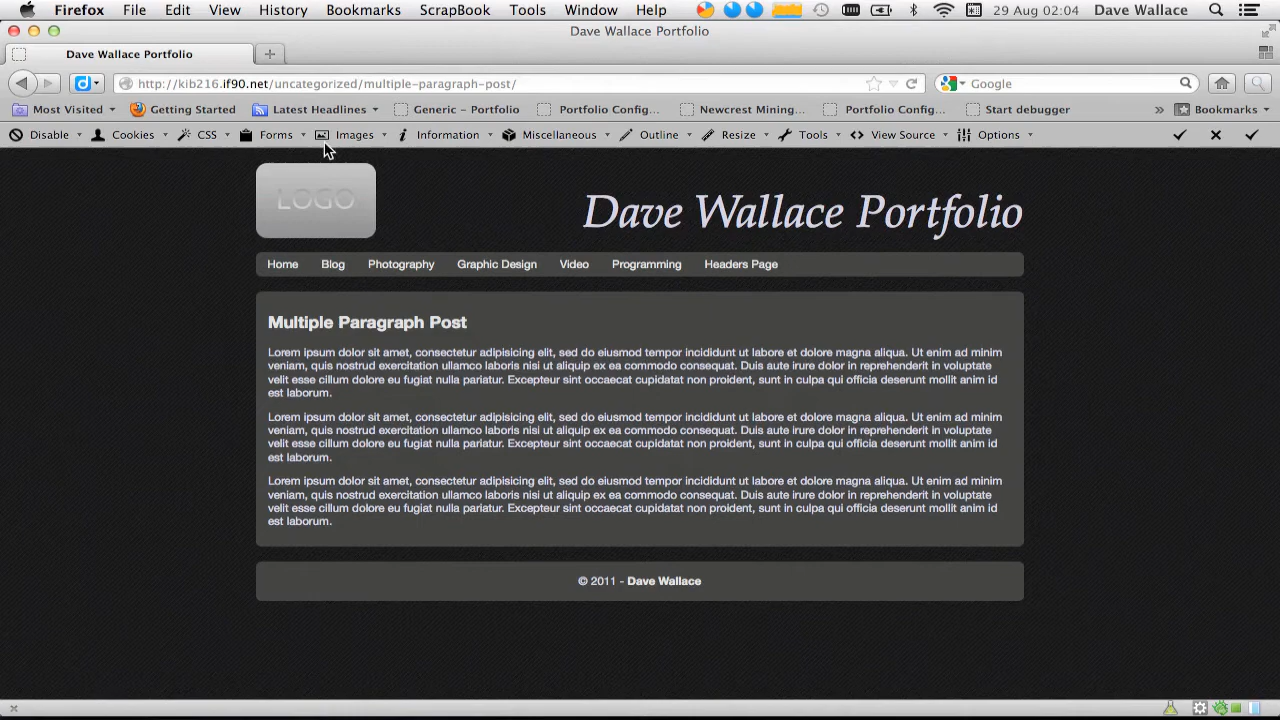 Firefox File Edit View History Bookmarks ScrapBook Tools Window Help 29 Aug 02:04 Dave Wallace
Dave Wallace Portfolio
Dave Wallace Portfolio
http://kib216.if90.net/uncategorized/multiple-paragraph-post/ Google
Most Visited Getting Started Latest Headlines Generic - Portfolio Portfolio Config... Newcrest Mining... Portfolio Config... Start debugger » Bookmarks
Disable Cookies CSS Forms Images Information Miscellaneous Outline Resize Tools View Source Options
LOGO
Dave Wallace Portfolio
Home Blog Photography Graphic Design Video Programming Headers Page
Multiple Paragraph Post
Lorem ipsum dolor sit amet, consectetur adipisicing elit, sed do eiusmod tempor incididunt ut labore et dolore magna aliqua. Ut enim ad minim
veniam, quis nostrud exercitation ullamco laboris nisi ut aliquip ex ea commodo consequat. Duis aute irure dolor in reprehenderit in voluptate
velit esse cillum dolore eu fugiat nulla pariatur. Excepteur sint occaecat cupidatat non proident, sunt in culpa qui officia deserunt mollit anim id
est laborum.
Lorem ipsum dolor sit amet, consectetur adipisicing elit, sed do eiusmod tempor incididunt ut labore et dolore magna aliqua. Ut enim ad minim
veniam, quis nostrud exercitation ullamco laboris nisi ut aliquip ex ea commodo consequat. Duis aute irure dolor in reprehenderit in voluptate
velit esse cillum dolore eu fugiat nulla pariatur. Excepteur sint occaecat cupidatat non proident, sunt in culpa qui officia deserunt mollit anim id
est laborum.
Lorem ipsum dolor sit amet, consectetur adipisicing elit, sed do eiusmod tempor incididunt ut labore et dolore magna aliqua. Ut enim ad minim
veniam, quis nostrud exercitation ullamco laboris nisi ut aliquip ex ea commodo consequat. Duis aute irure dolor in reprehenderit in voluptate
velit esse cillum dolore eu fugiat nulla pariatur. Excepteur sint occaecat cupidatat non proident, sunt in culpa qui officia deserunt mollit anim id
est laborum.
© 2011 - Dave Wallace